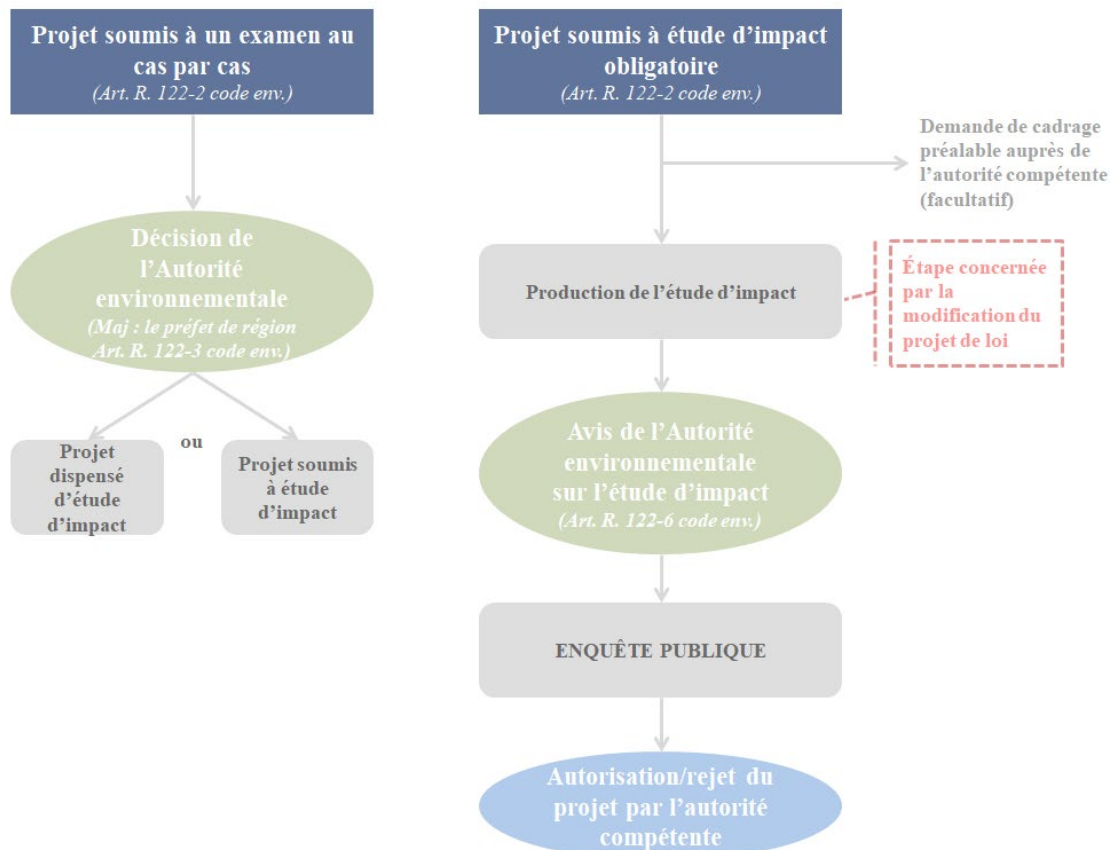 Projet soumis à un examen au
cas par cas
(Art. R. 122-2 code env.)
Décision de
l’Autorité
environnementale
(Maj : le préfet de région
Art. R. 122-3 code env.)
Projet
dispensé
d’étude
d’impact
ou
Projet soumis
à étude
d’impact
Projet soumis à étude d’impact
obligatoire
(Art. R. 122-2 code env.)
Demande de cadrage
préalable auprès de
l’autorité compétente
(facultatif)
Production de l’étude d’impact
Étape concernée
par la
modification du
projet de loi
Avis de l’Autorité
environnementale
sur l’étude d’impact
(Art. R. 122-6 code env.)
ENQUÊTE PUBLIQUE
Autorisation/rejet du
projet par l’autorité
compétente